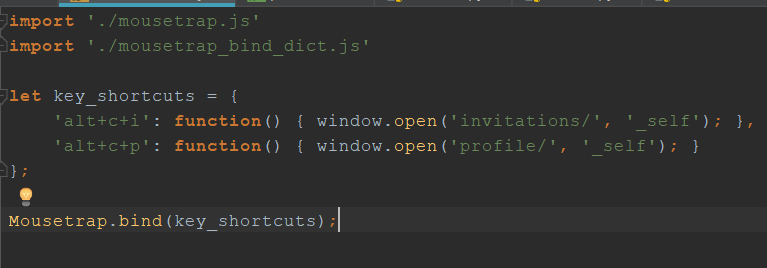 import './mousetrap.js'
import './mousetrap_bind_dict.js'
let key_shortcuts = {
    'alt+c+i': function() { window.open('invitations/', '_self'); },
    'alt+c+p': function() { window.open('profile/', '_self'); }
};
Mousetrap.bind(key_shortcuts);